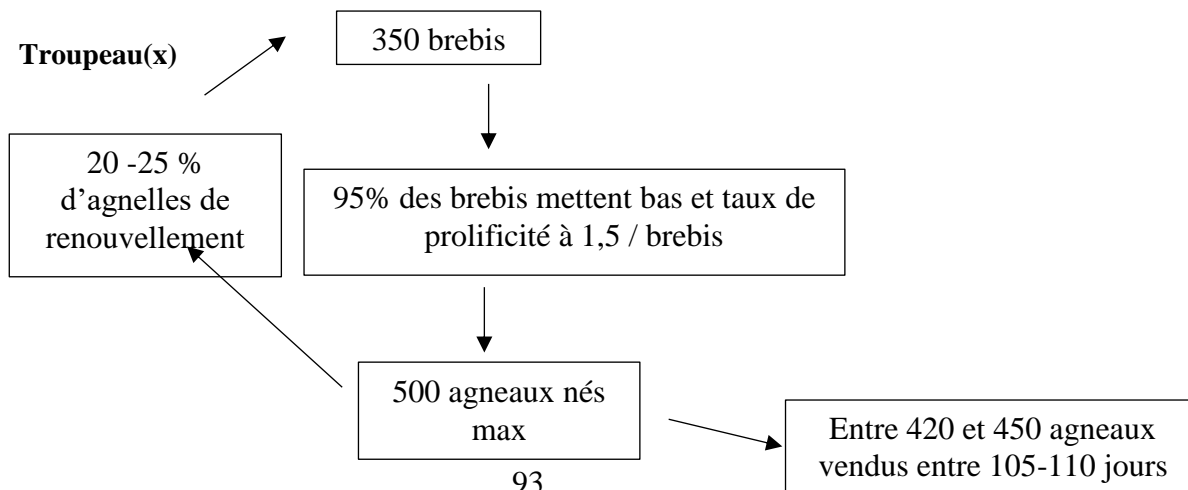 Troupeau(x)
350 brebis
20 -25 %
d’agnelles de
renouvellement
95% des brebis mettent bas et taux de
prolificité à 1,5 / brebis
500 agneaux nés
max
Entre 420 et 450 agneaux
vendus entre 105-110 jours
93